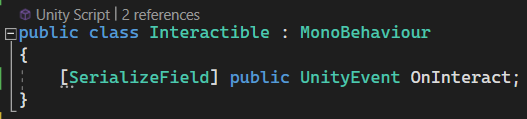 Unity Script | 2 references
public class Interactible : MonoBehaviour
{
[SerializeField] public UnityEvent OnInteract;
}